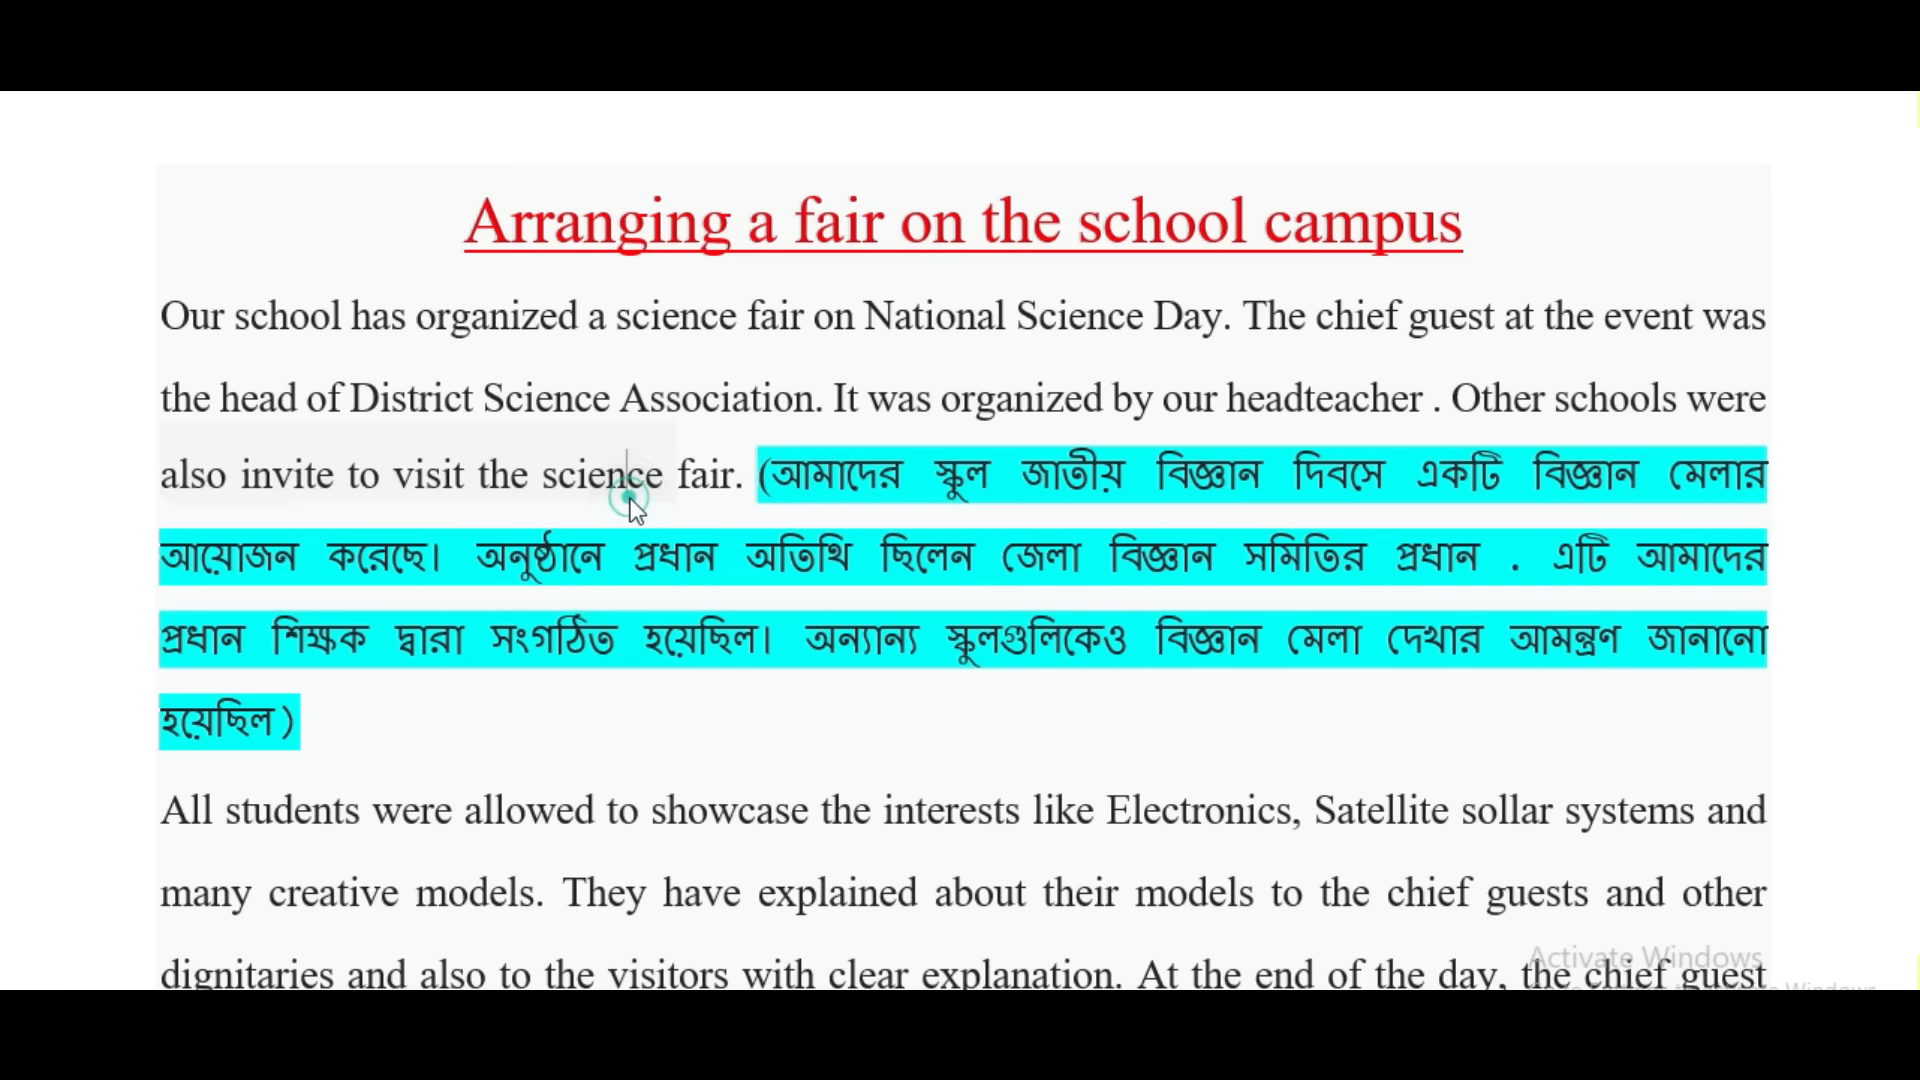 Arranging a fair on the school campus
Our school has organized a science fair on National Science Day. The chief guest at the event was
the head of District Science Association. It was organized by our headteacher . Other schools were
also invite to visit the science fair. (আমাদের স্কুল জাতীয় বিজ্ঞান দিবসে একটি বিজ্ঞান মেলার
আয়োজন করেছে। অনুষ্ঠানে প্রধান অতিথি ছিলেন জেলা বিজ্ঞান সমিতির প্রধান . এটি আমাদের
প্রধান শিক্ষক দ্বারা সংগঠিত হয়েছিল। অন্যান্য স্কুলগুলিকেও বিজ্ঞান মেলা দেখার আমন্ত্রণ জানানো
হয়েছিল)
All students were allowed to showcase the interests like Electronics, Satellite sollar systems and
many creative models. They have explained about their models to the chief guests and other
Activate Windows
dignitaries and also to the visitors with clear explanation. At the end of the day, the chief guest